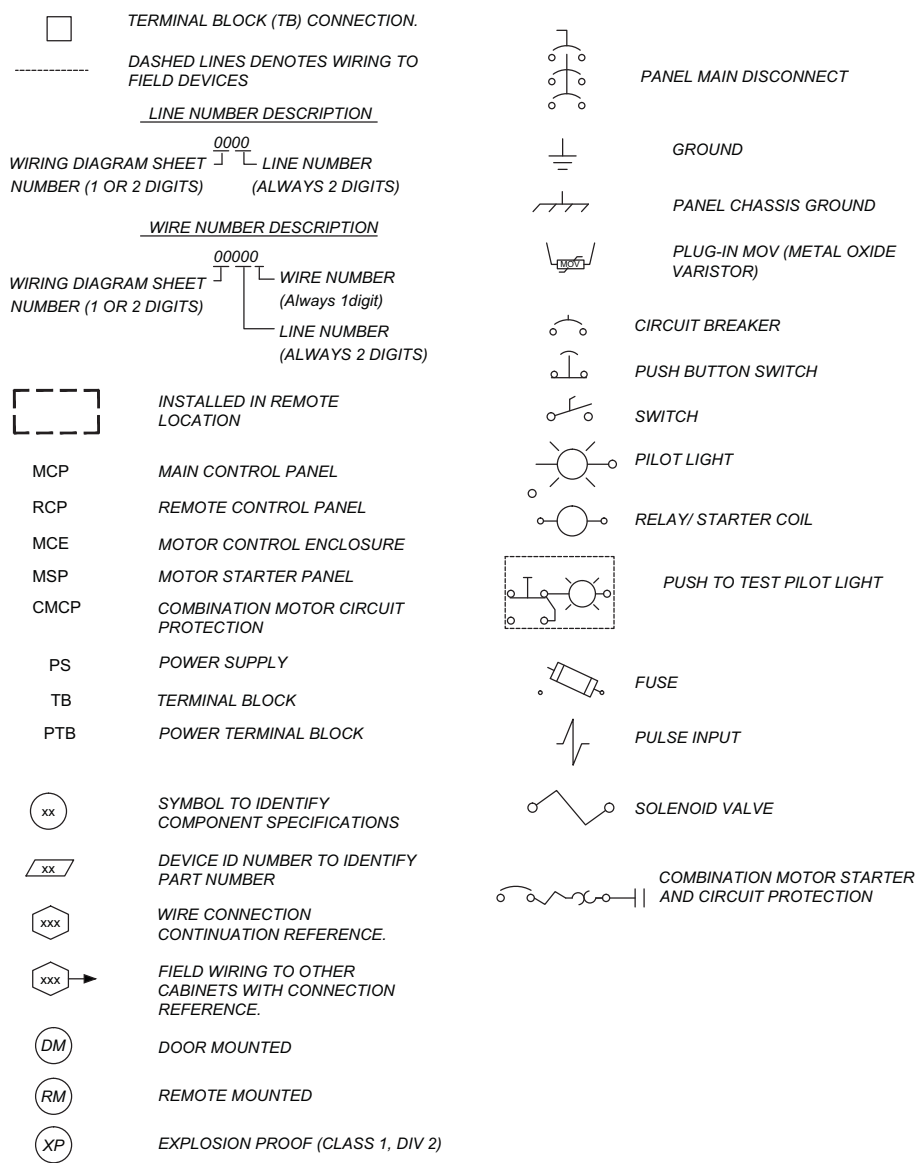 TERMINAL BLOCK (TB) CONNECTION.
DASHED LINES DENOTES WIRING TO
FIELD DEVICES
LINE NUMBER DESCRIPTION
0000
WIRING DIAGRAM SHEET
NUMBER (1 OR 2 DIGITS)
LINE NUMBER
(ALWAYS 2 DIGITS)
WIRE NUMBER DESCRIPTION
00000
WIRING DIAGRAM SHEET
NUMBER (1 OR 2 DIGITS)
WIRE NUMBER
(Always 1digit)
LINE NUMBER
(ALWAYS 2 DIGITS)
INSTALLED IN REMOTE
LOCATION
MCP MAIN CONTROL PANEL
RCP REMOTE CONTROL PANEL
MCE MOTOR CONTROL ENCLOSURE
MSP MOTOR STARTER PANEL
CMCP COMBINATION MOTOR CIRCUIT
PROTECTION
PS POWER SUPPLY
TB TERMINAL BLOCK
PTB POWER TERMINAL BLOCK
xx SYMBOL TO IDENTIFY
COMPONENT SPECIFICATIONS
xx DEVICE ID NUMBER TO IDENTIFY
PART NUMBER
xxx WIRE CONNECTION
CONTINUATION REFERENCE.
xxx FIELD WIRING TO OTHER
CABINETS WITH CONNECTION
REFERENCE.
DM DOOR MOUNTED
RM REMOTE MOUNTED
XP EXPLOSION PROOF (CLASS 1, DIV 2)
PANEL MAIN DISCONNECT
GROUND
PANEL CHASSIS GROUND
MOV PLUG-IN MOV (METAL OXIDE
VARISTOR)
CIRCUIT BREAKER
PUSH BUTTON SWITCH
SWITCH
PILOT LIGHT
RELAY/ STARTER COIL
PUSH TO TEST PILOT LIGHT
FUSE
PULSE INPUT
SOLENOID VALVE
COMBINATION MOTOR STARTER
AND CIRCUIT PROTECTION